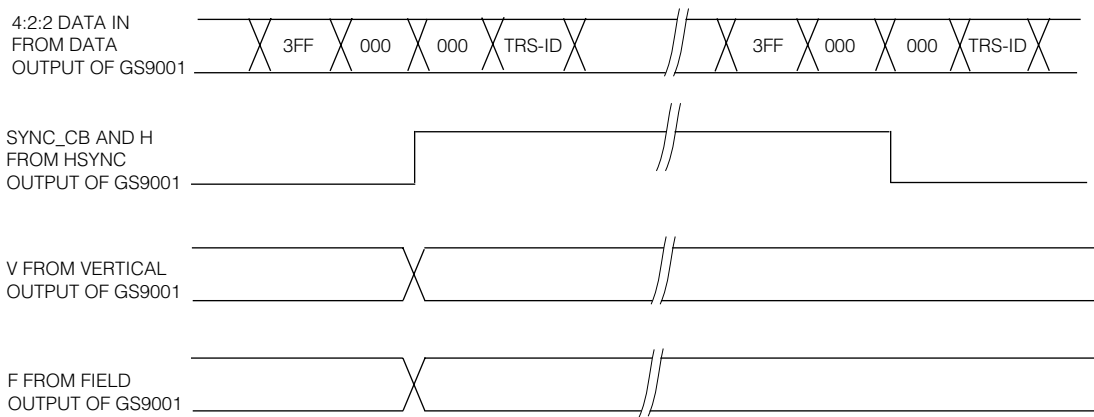 4:2:2 DATA IN
FROM DATA
OUTPUT OF GS9001
3FF 000 000 TRS-ID 3FF 000 000 TRS-ID
SYNC_CB AND H
FROM HSYNC
OUTPUT OF GS9001
V FROM VERTICAL
OUTPUT OF GS9001
F FROM FIELD
OUTPUT OF GS9001